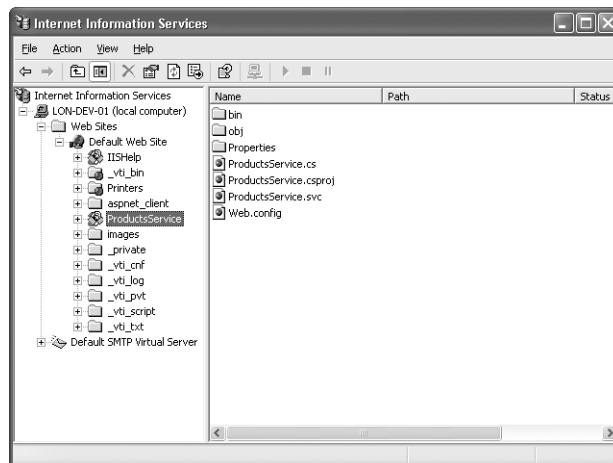 Internet Information Services
File Action View Help
Internet Information Services
LON-DEV-01 (local computer)
Web Sites
Default Web Site
IISHelp
_vti_bin
Printers
aspnet_client
ProductsService
images
_private
_vti_cnf
_vti_log
_vti_pvt
_vti_script
_vti_txt
Default SMTP Virtual Server
Name Path Status
bin
obj
Properties
ProductsService.cs
ProductsService.csproj
ProductsService.svc
Web.config